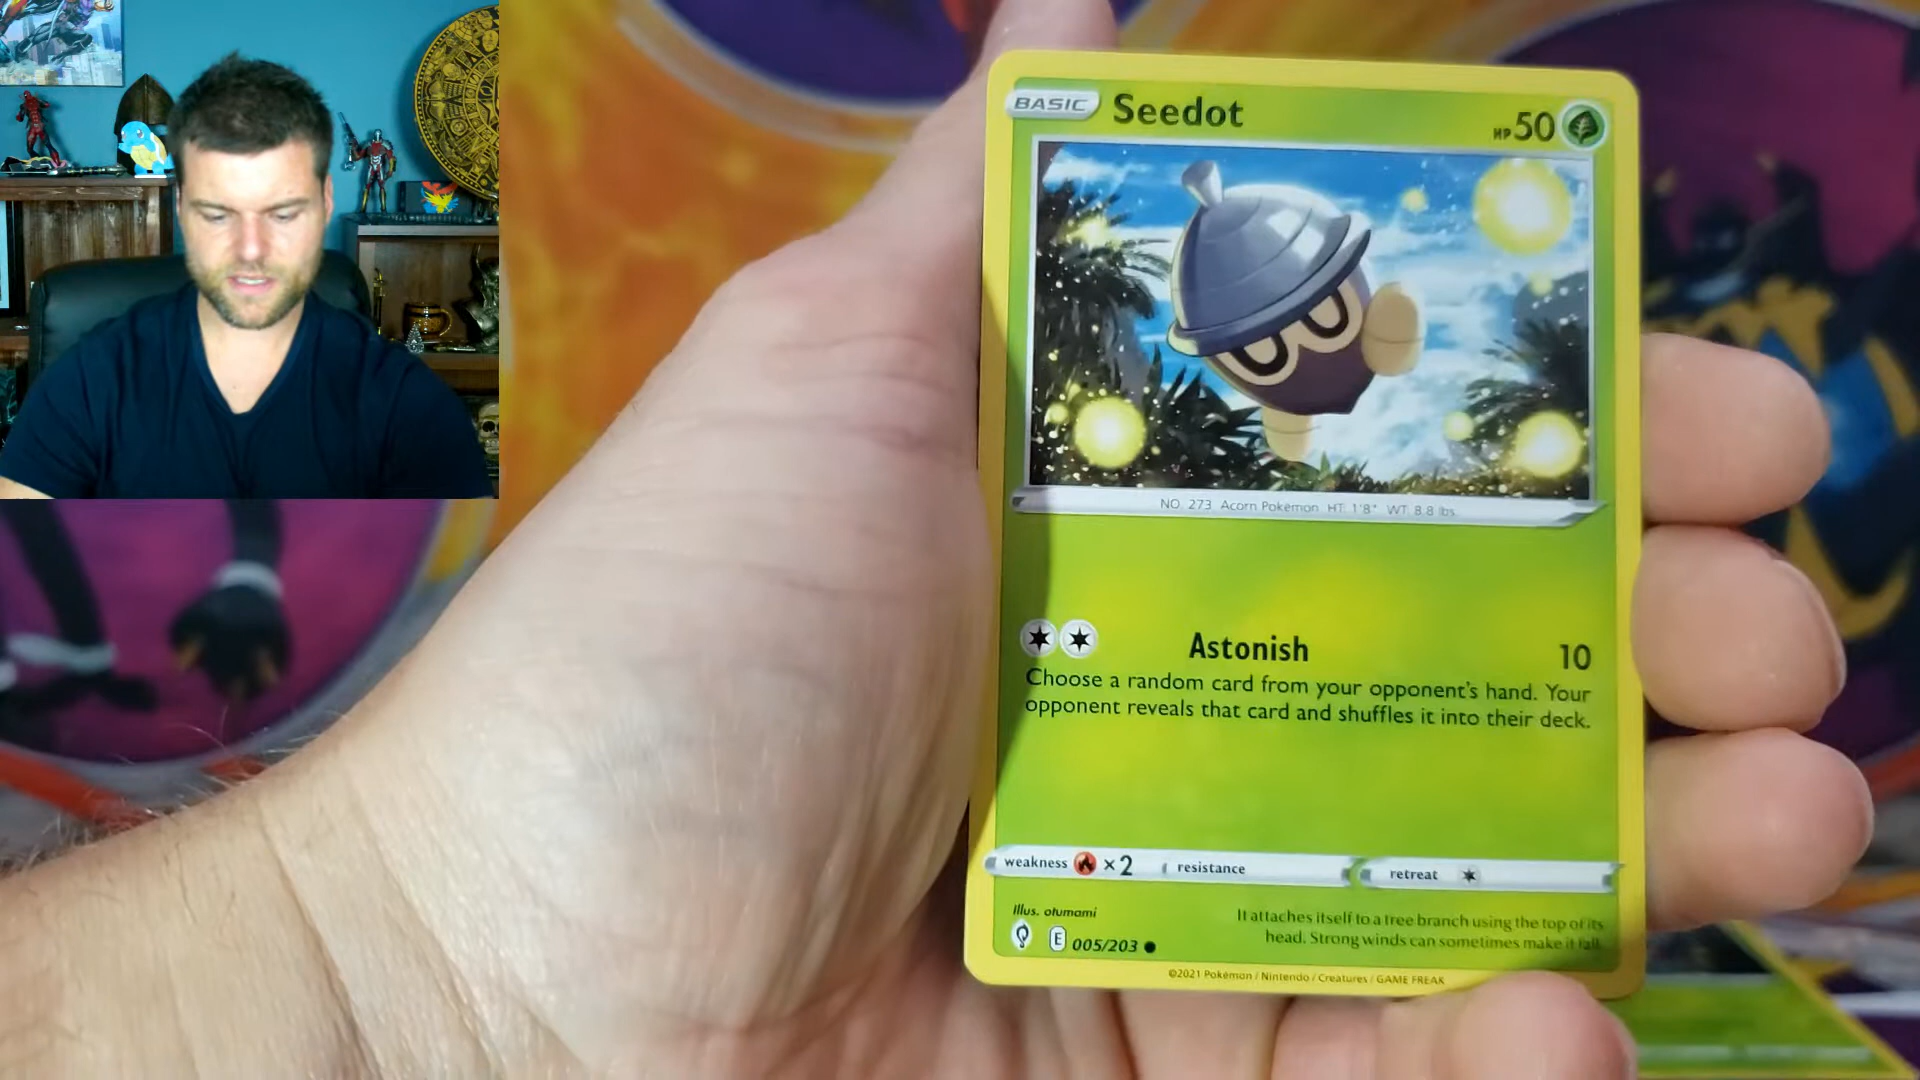 BASIC Seedot HP 50
NO. 273 Acorn Pokémon HT: 1'8" WT: 8.8 lbs.
Astonish 10
Choose a random card from your opponent's hand. Your
opponent reveals that card and shuffles it into their deck.
weakness ×2 resistance retreat
Illus. otumami
E 005/203
It attaches itself to a tree branch using the top of its
head. Strong winds can sometimes make it fall.
©2021 Pokémon / Nintendo / Creatures / GAME FREAK